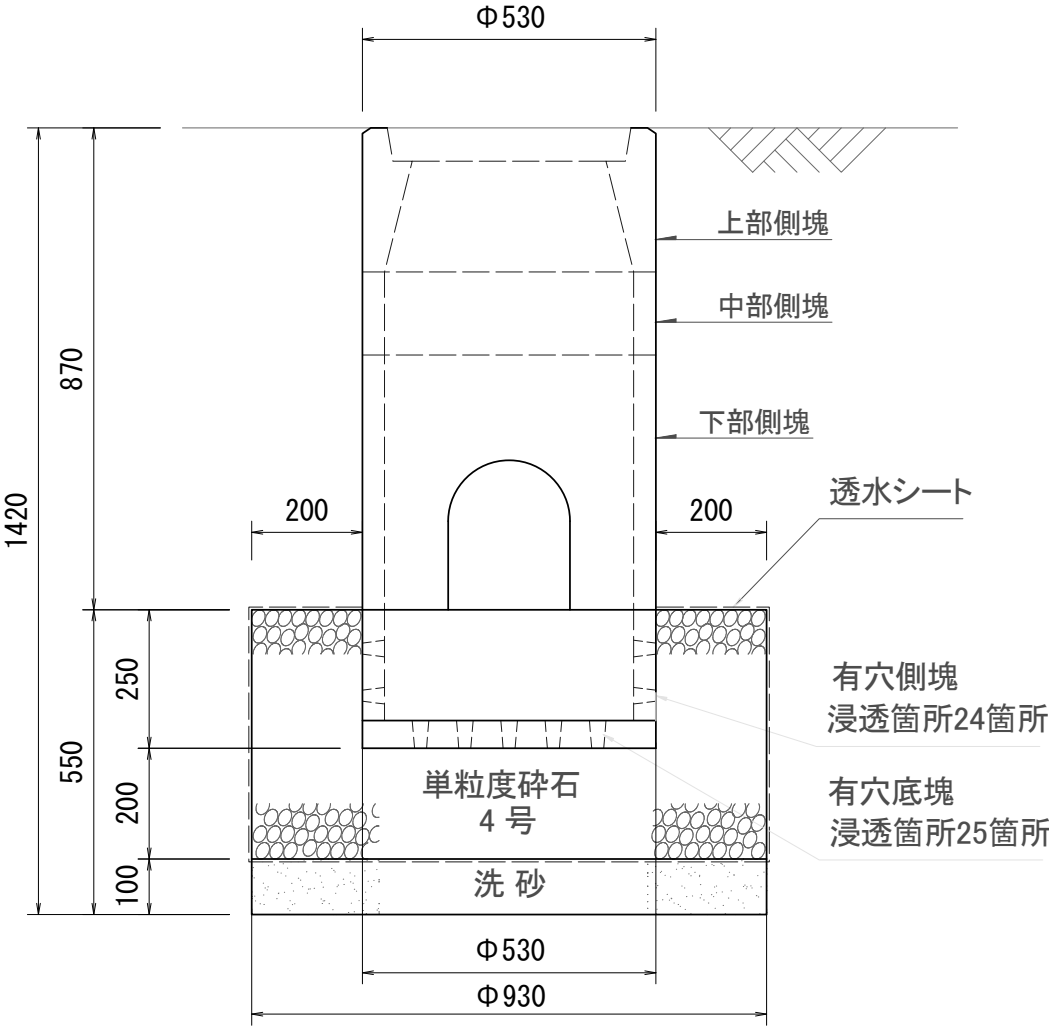 Φ530
上部側塊
中部側塊
870
下部側塊
透水シート
200
200
1420
250
有穴側塊
浸透箇所24箇所
550
単粒度砕石
4 号
200
有穴底塊
浸透箇所25箇所
洗 砂
100
Φ530
Φ930